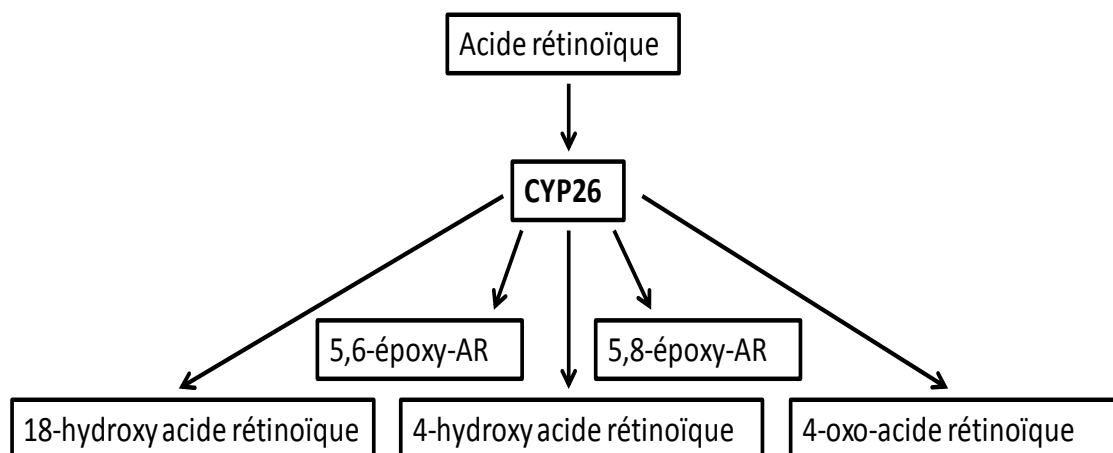 Acide rétinoïque
CYP26
5,6-époxy-AR
5,8-époxy-AR
18-hydroxy acide rétinoïque
4-hydroxy acide rétinoïque
4-oxo-acide rétinoïque